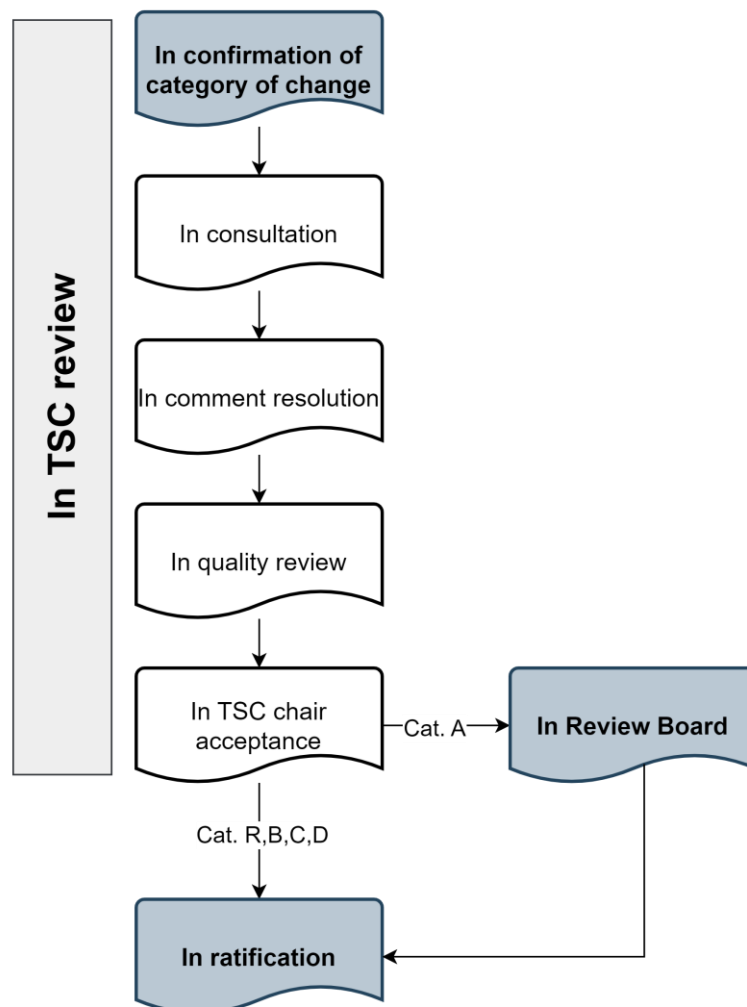 In TSC review
In confirmation of
category of change
In consultation
In comment resolution
In quality review
In TSC chair
acceptance
Cat. A
In Review Board
Cat. R,B,C,D
In ratification